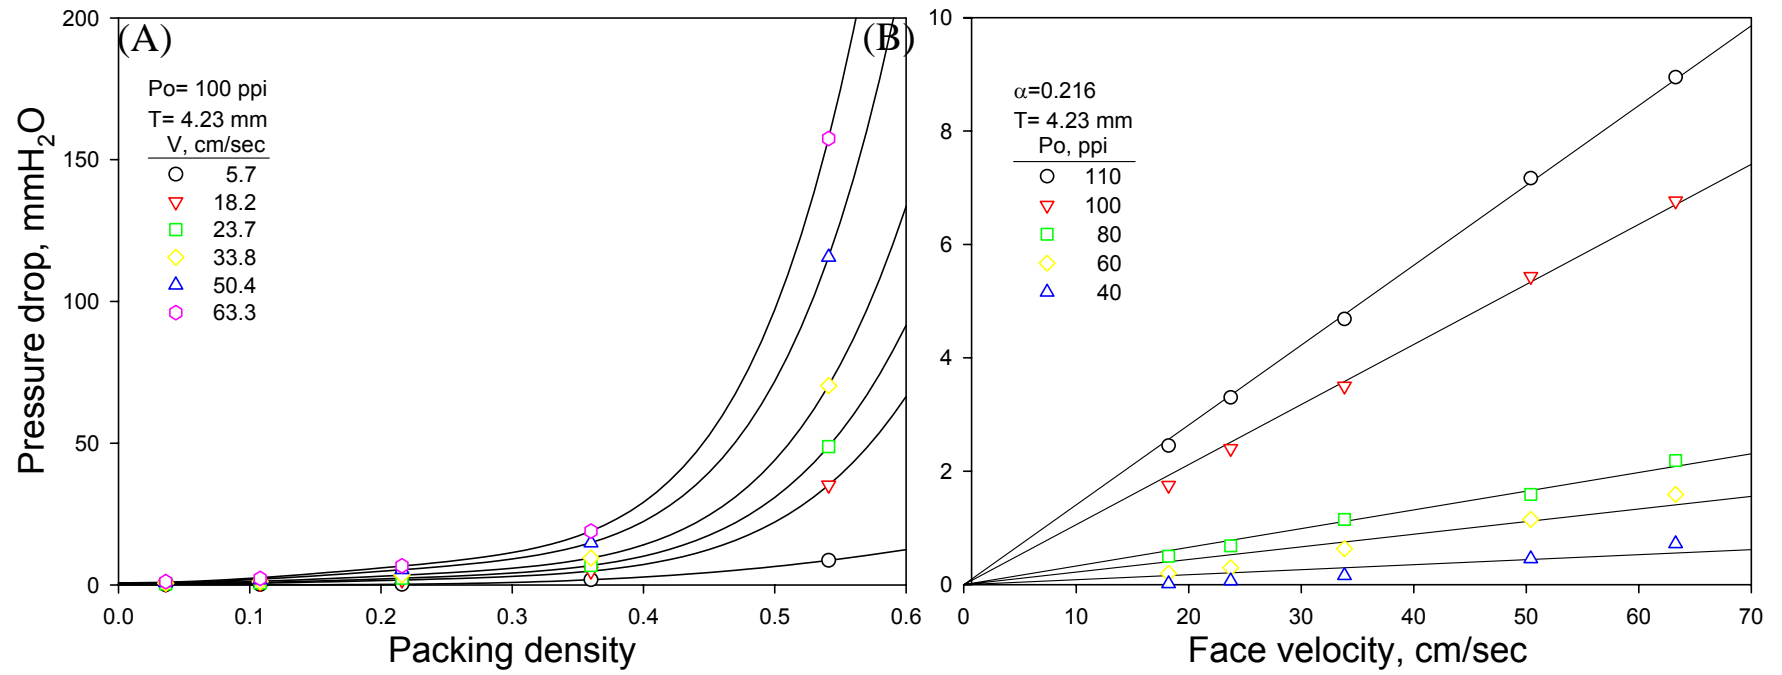 (A)
Po= 100 ppi
T= 4.23 mm
V, cm/sec
5.7
18.2
23.7
33.8
50.4
63.3
200
150
100
50
0
0.0 0.1 0.2 0.3 0.4 0.5 0.6
Pressure drop, mmH₂O
Packing density
(B)
α=0.216
T= 4.23 mm
Po, ppi
110
100
80
60
40
10
8
6
4
2
0
0 10 20 30 40 50 60 70
Face velocity, cm/sec